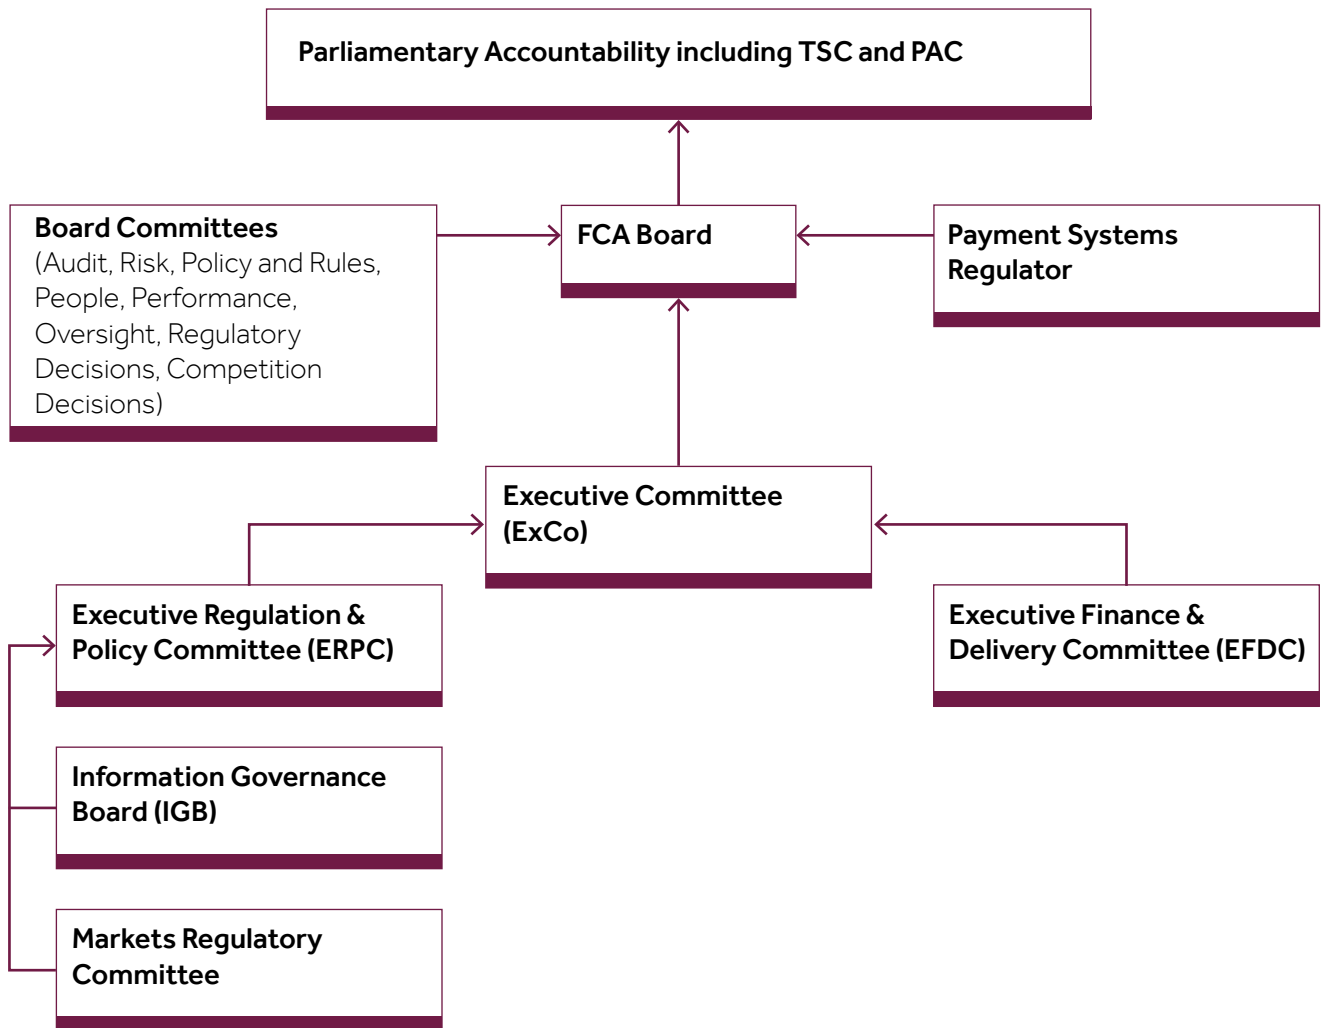 Parliamentary Accountability including TSC and PAC
Board Committees
(Audit, Risk, Policy and Rules,
People, Performance,
Oversight, Regulatory
Decisions, Competition
Decisions)
FCA Board
Payment Systems
Regulator
Executive Committee
(ExCo)
Executive Regulation &
Policy Committee (ERPC)
Executive Finance &
Delivery Committee (EFDC)
Information Governance
Board (IGB)
Markets Regulatory
Committee